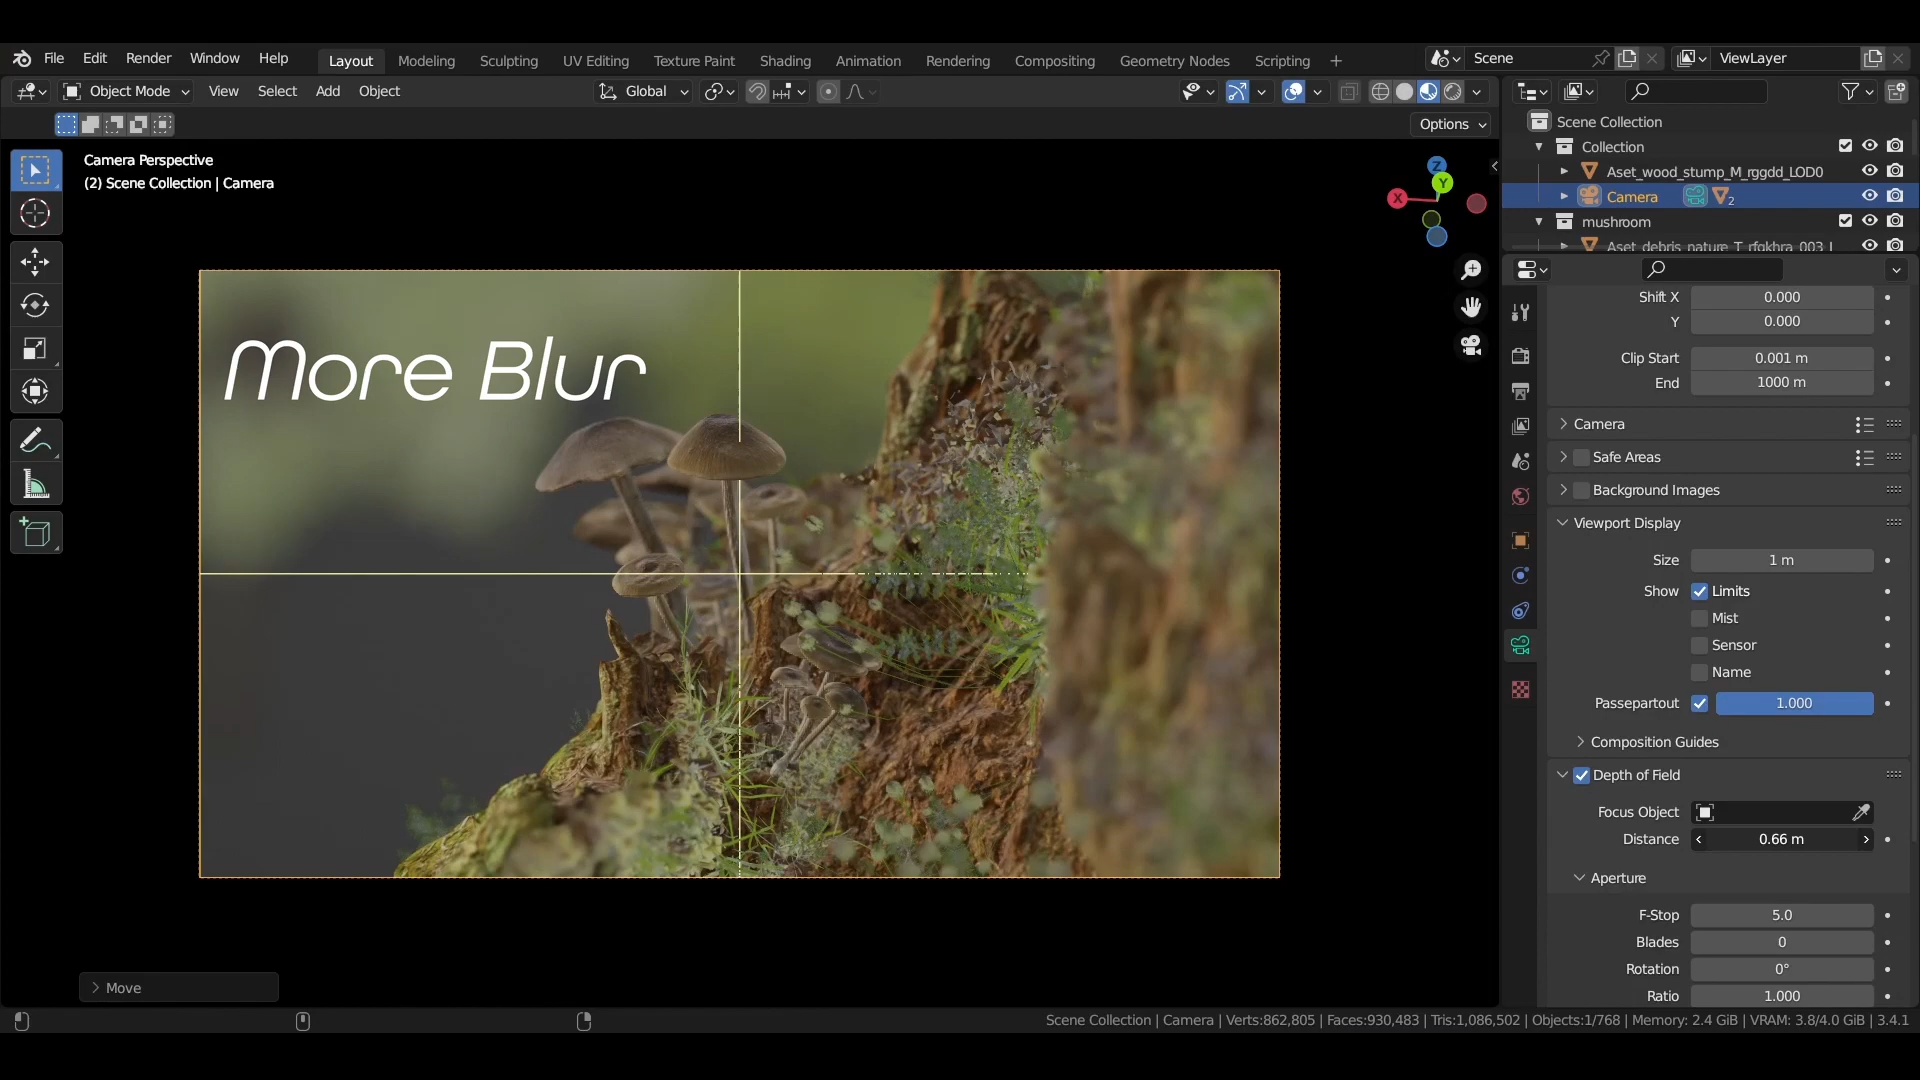 File Edit Render Window Help Layout Modeling Sculpting UV Editing Texture Paint Shading Animation Rendering Compositing Geometry Nodes Scripting + Scene ViewLayer
Object Mode View Select Add Object Global
Options
Camera Perspective
(2) Scene Collection | Camera
X
Y
Z
More Blur
Move
Scene Collection
Collection
Aset_wood_stump_M_rggdd_LOD0
Camera 2
mushroom
Aset_debris_nature_T_rfgkhra_003_L
Shift X 0.000
Y 0.000
Clip Start 0.001 m
End 1000 m
Camera
Safe Areas
Background Images
Viewport Display
Size 1 m
Show Limits
Mist
Sensor
Name
Passepartout 1.000
Composition Guides
Depth of Field
Focus Object
Distance 0.66 m
Aperture
F-Stop 5.0
Blades 0
Rotation 0°
Ratio 1.000
Scene Collection | Camera | Verts:862,805 | Faces:930,483 | Tris:1,086,502 | Objects:1/768 | Memory: 2.4 GiB | VRAM: 3.8/4.0 GiB | 3.4.1